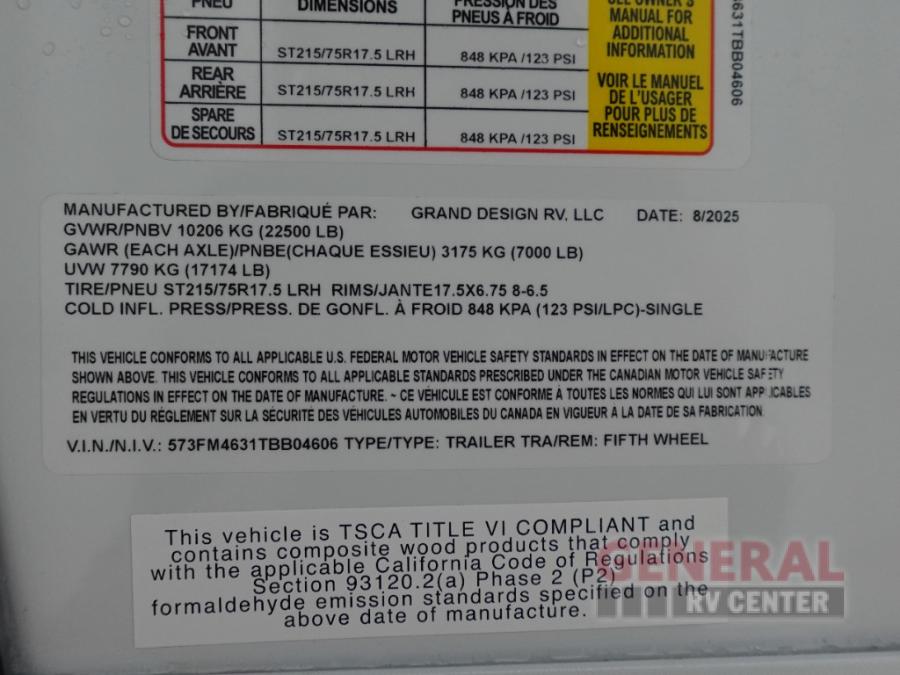 PNEU DIMENSIONS PRESSION DES
PNEUS À FROID
FRONT
AVANT ST215/75R17.5 LRH 848 KPA /123 PSI
REAR
ARRIÈRE ST215/75R17.5 LRH 848 KPA /123 PSI
SPARE
DE SECOURS ST215/75R17.5 LRH 848 KPA /123 PSI
SEE OWNER'S
MANUAL FOR
ADDITIONAL
INFORMATION
VOIR LE MANUEL
DE L'USAGER
POUR PLUS DE
RENSEIGNEMENTS
4631TBB04606
MANUFACTURED BY/FABRIQUÉ PAR: GRAND DESIGN RV, LLC DATE: 8/2025
GVWR/PNBV 10206 KG (22500 LB)
GAWR (EACH AXLE)/PNBE(CHAQUE ESSIEU) 3175 KG (7000 LB)
UVW 7790 KG (17174 LB)
TIRE/PNEU ST215/75R17.5 LRH RIMS/JANTE17.5X6.75 8-6.5
COLD INFL. PRESS/PRESS. DE GONFL. À FROID 848 KPA (123 PSI/LPC)-SINGLE
THIS VEHICLE CONFORMS TO ALL APPLICABLE U.S. FEDERAL MOTOR VEHICLE SAFETY STANDARDS IN EFFECT ON THE DATE OF MANUFACTURE
SHOWN ABOVE. THIS VEHICLE CONFORMS TO ALL APPLICABLE STANDARDS PRESCRIBED UNDER THE CANADIAN MOTOR VEHICLE SAFETY
REGULATIONS IN EFFECT ON THE DATE OF MANUFACTURE. ~ CE VÉHICULE EST CONFORME À TOUTES LES NORMES QUI LUI SONT APPLICABLES
EN VERTU DU RÈGLEMENT SUR LA SÉCURITÉ DES VÉHICULES AUTOMOBILES DU CANADA EN VIGUEUR A LA DATE DE SA FABRICATION.
V.I.N./N.I.V.: 573FM4631TBB04606 TYPE/TYPE: TRAILER TRA/REM: FIFTH WHEEL
This vehicle is TSCA TITLE VI COMPLIANT and
contains composite wood products that comply
with the applicable California Code of Regulations
Section 93120.2(a) Phase 2 (P2)
formaldehyde emission standards specified on the
above date of manufacture.
GENERAL
RV CENTER